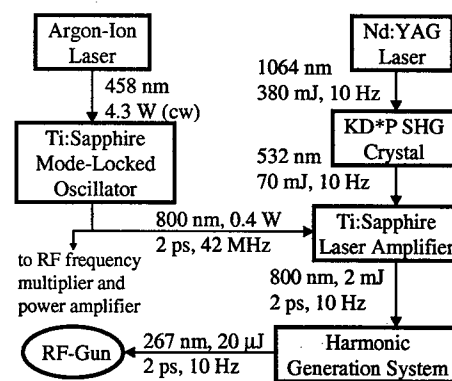 Argon-Ion
Laser
458 nm
4.3 W (cw)
Ti:Sapphire
Mode-Locked
Oscillator
Nd:YAG
Laser
1064 nm
380 mJ, 10 Hz
KD*P SHG
Crystal
532 nm
70 mJ, 10 Hz
800 nm, 0.4 W
2 ps, 42 MHz
Ti:Sapphire
Laser Amplifier
to RF frequency
multiplier and
power amplifier
800 nm, 2 mJ
2 ps, 10 Hz
Harmonic
Generation System
267 nm, 20 μJ
2 ps, 10 Hz
RF-Gun